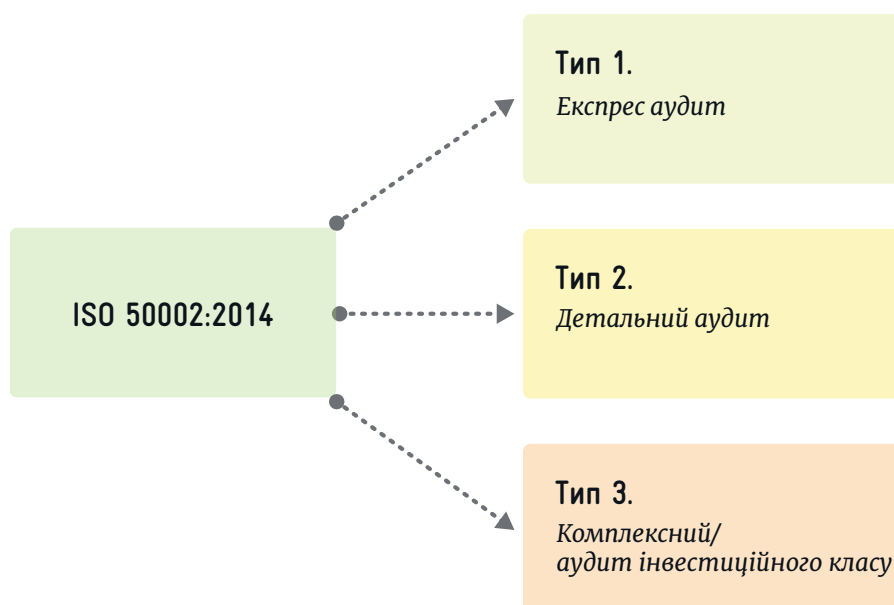 Тип 1.
Експрес аудит
ISO 50002:2014
Тип 2.
Детальний аудит
Тип 3.
Комплексний/
аудит інвестиційного класу